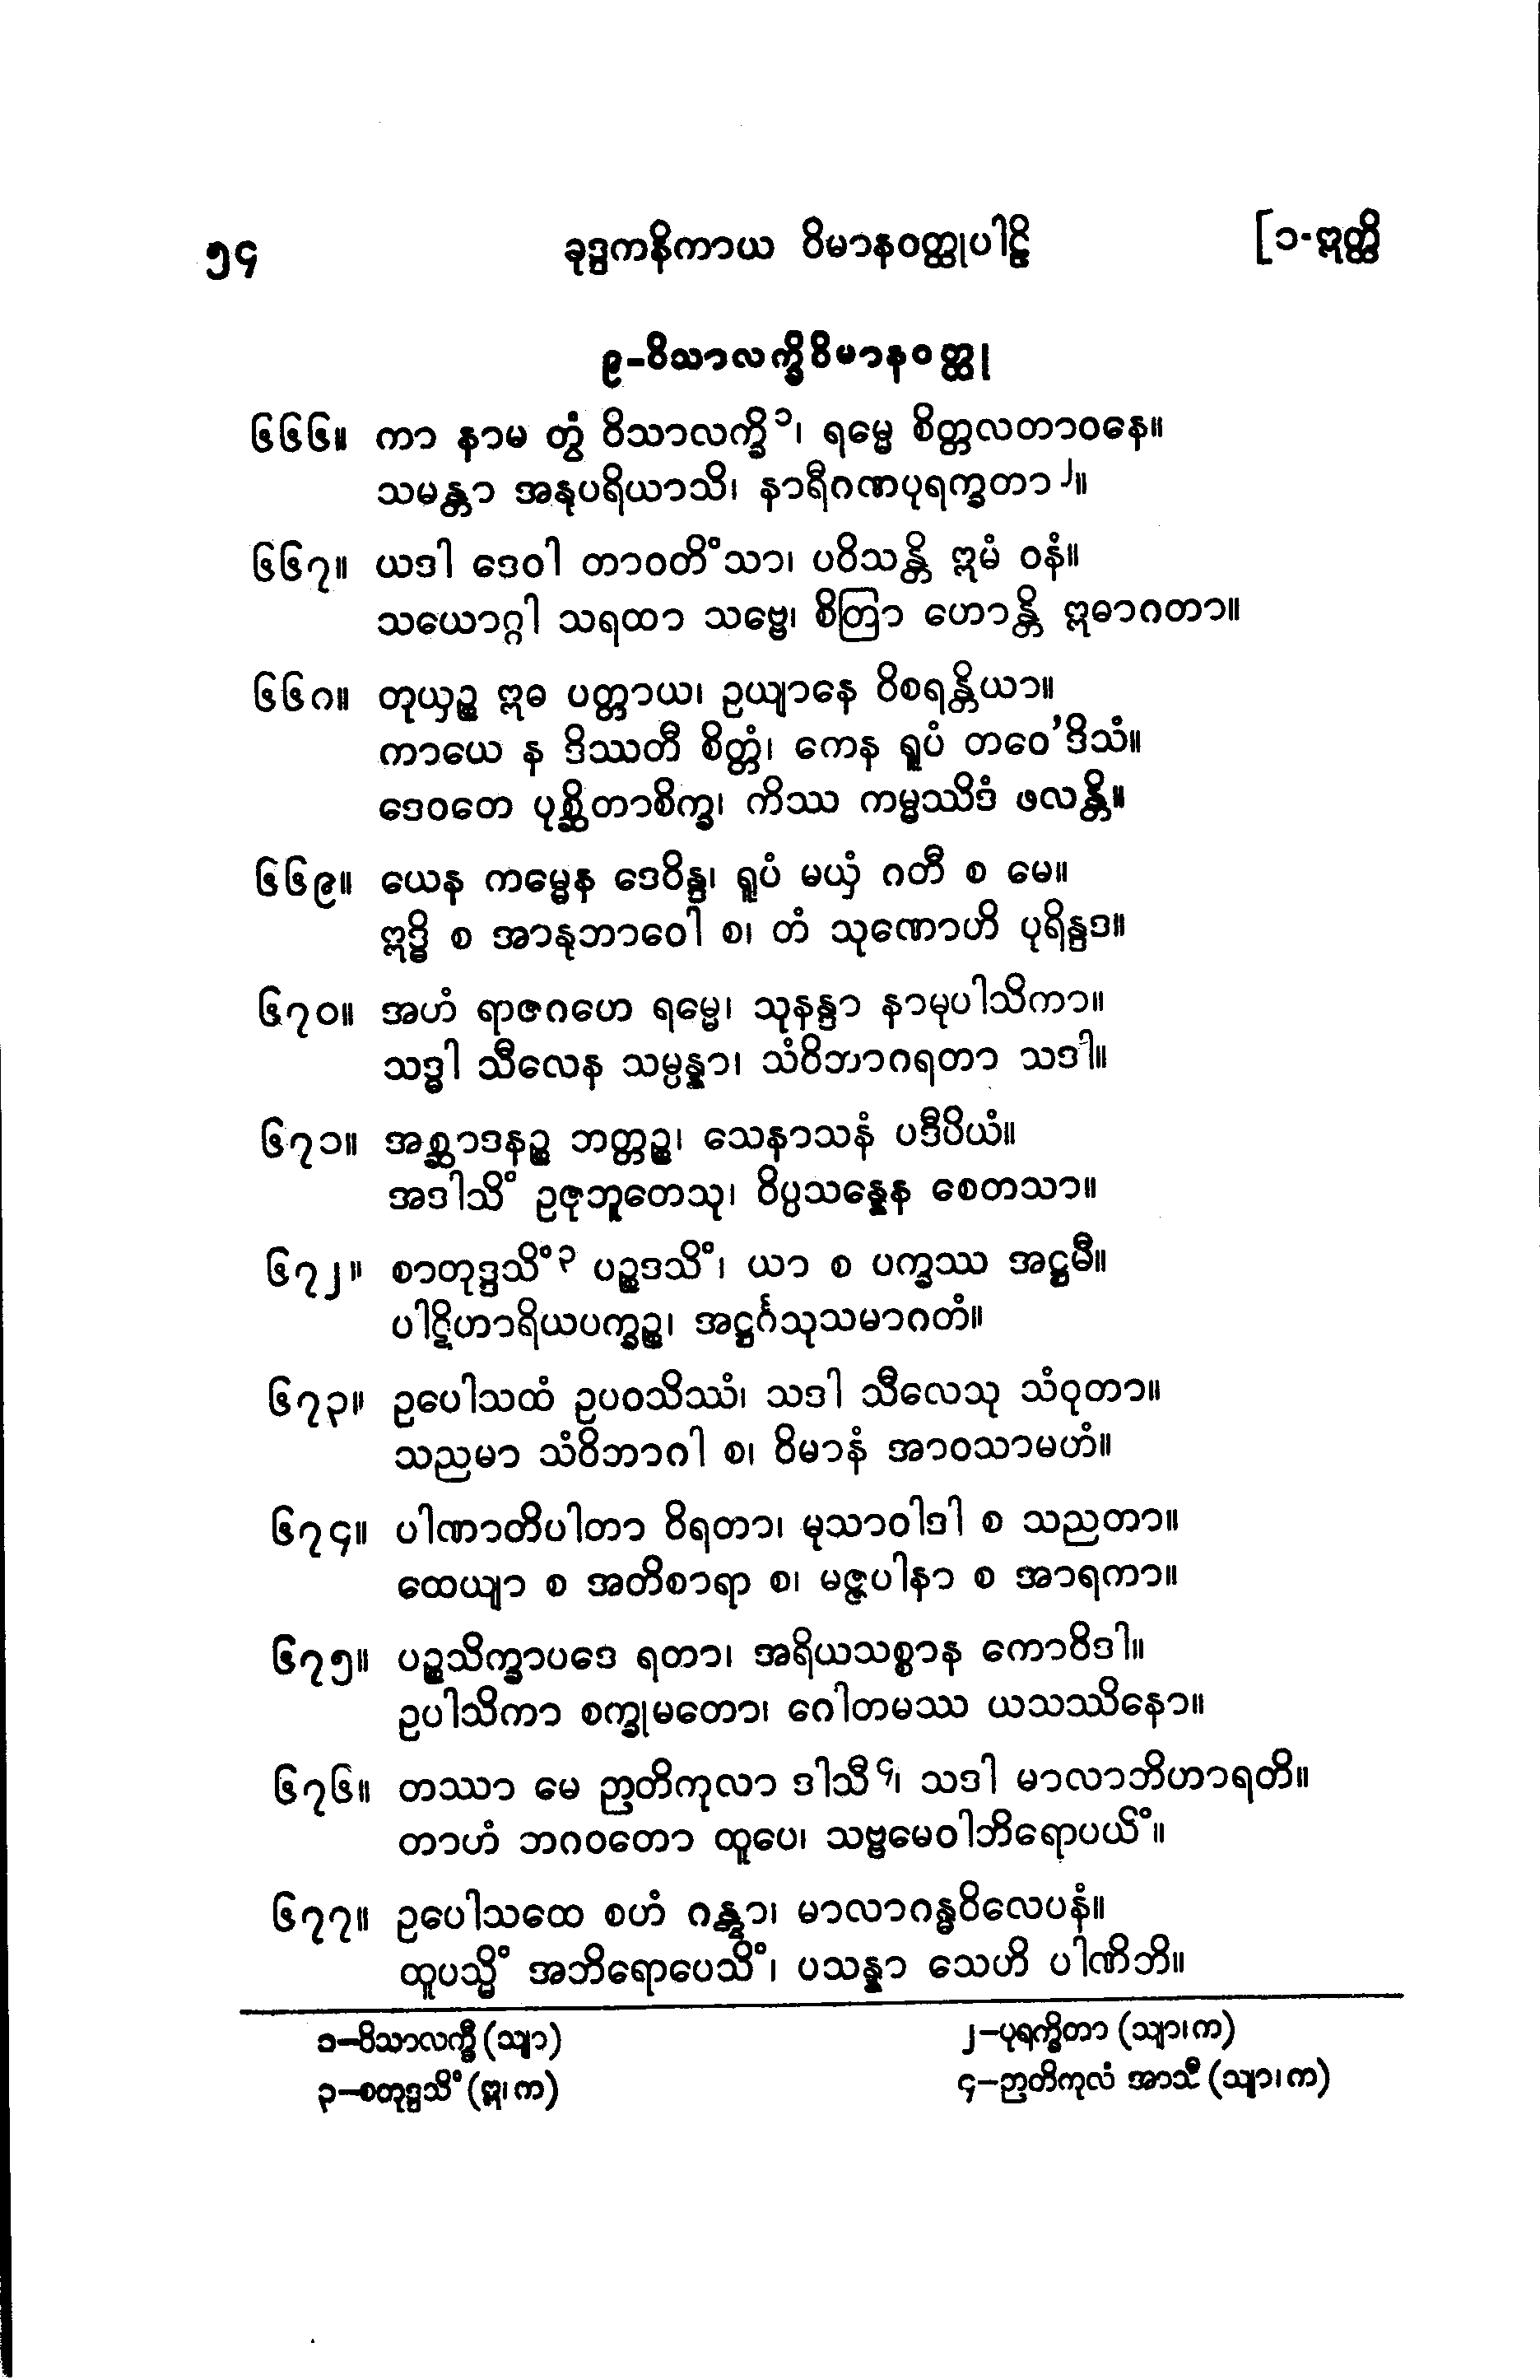 ၅၄ ခုဒ္ဒကနိကာယ ဝိမာနဝတ္ထုပါဠိ [၁-ဣတ္ထိ
၉-ဝိသာလက္ခိဝိမာနဝတ္ထု
၆၆၆။ ကာ နာမ တွံ ဝိသာလက္ခိ၁၊ ရမ္မေ စိတ္တလတာဝနေ။
သမန္တာ အနုပရိယာသိ၊ နာရီဂဏပုရက္ခတာ၂။
၆၆၇။ ယဒါ ဒေဝါ တာဝတိံသာ၊ ပဝိသန္တိ ဣမံ ဝနံ။
သယောဂ္ဂါ သရထာ သဗ္ဗေ၊ စိတြာ ဟောန္တိ ဣဓာဂတာ။
၆၆၈။ တုယှဉ္စ ဣဓ ပတ္တာယ၊ ဥယျာနေ ဝိစရန္တိယာ။
ကာယေ န ဒိဿတီ စိတ္တံ၊ ကေန ရူပံ တဝေ’ဒိသံ။
ဒေဝတေ ပုစ္ဆိတာစိက္ခ၊ ကိဿ ကမ္မဿိဒံ ဖလန္တိ။
၆၆၉။ ယေန ကမ္မေန ဒေဝိန္ဒ၊ ရူပံ မယှံ ဂတီ စ မေ။
ဣဒ္ဓိ စ အာနုဘာဝေါ စ၊ တံ သုဏောဟိ ပုရိန္ဒဒ။
၆၇၀။ အဟံ ရာဇဂဟေ ရမ္မေ၊ သုနန္ဒာ နာမုပါသိကာ။
သဒ္ဓါ သီလေန သမ္ပန္နာ၊ သံဝိဘာဂရတာ သဒါ။
၆၇၁။ အစ္ဆာဒနဉ္စ ဘတ္တဉ္စ၊ သေနာသနံ ပဒီပိယံ။
အဒါသိံ ဥဇုဘူတေသု၊ ဝိပ္ပသန္နေန စေတသာ။
၆၇၂။ စာတုဒ္ဒသိံ၃ ပဉ္စဒသိံ၊ ယာ စ ပက္ခဿ အဋ္ဌမီ။
ပါဋိဟာရိယပက္ခဉ္စ၊ အဋ္ဌင်္ဂသုသမာဂတံ။
၆၇၃။ ဥပေါသထံ ဥပဝသိဿံ၊ သဒါ သီလေသု သံဝုတာ။
သညမာ သံဝိဘာဂါ စ၊ ဝိမာနံ အာဝသာမဟံ။
၆၇၄။ ပါဏာတိပါတာ ဝိရတာ၊ မုသာဝါဒါ စ သညတာ။
ထေယျာ စ အတိစာရာ စ၊ မဇ္ဇပါနာ စ အာရကာ။
၆၇၅။ ပဉ္စသိက္ခာပဒေ ရတာ၊ အရိယသစ္စာန ကောဝိဒါ။
ဥပါသိကာ စက္ခုမတော၊ ဂေါတမဿ ယသဿိနော။
၆၇၆။ တဿာ မေ ဉာတိကုလာ ဒါသီ၄၊ သဒါ မာလာဘိဟာရတိ။
တာဟံ ဘဂဝတော ထူပေ၊ သဗ္ဗမေဝါဘိရောပယိံ။
၆၇၇။ ဥပေါသထေ စဟံ ဂန္တွာ၊ မာလာဂန္ဓဝိလေပနံ။
ထူပသ္မိံ အဘိရောပေသိံ၊ ပသန္နာ သေဟိ ပါဏိဘိ။
၁–ဝိသာလက္ခီ (သျာ) ၂–ပုရက္ခိတာ (သျာ၊က)
၃–စတုဒ္ဒသိံ (ဣ၊က) ၄–ဉာတိကုလံ အာသီ (သျာ၊က)